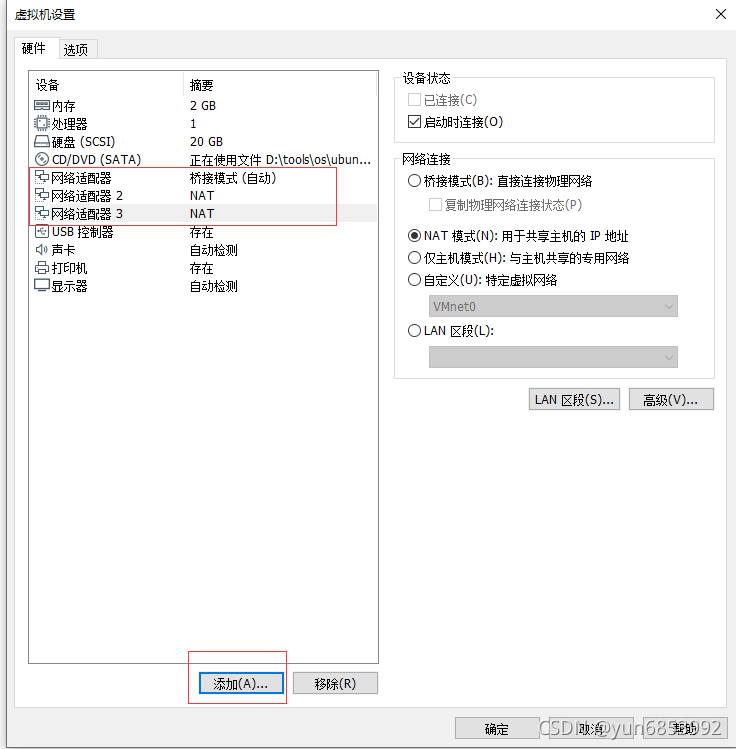 虚拟机设置
硬件 选项
设备 摘要
内存 2 GB
处理器 1
硬盘 (SCSI) 20 GB
CD/DVD (SATA) 正在使用文件 D:\tools\os\ubun...
网络适配器 桥接模式 (自动)
网络适配器 2 NAT
网络适配器 3 NAT
USB 控制器 存在
声卡 自动检测
打印机 存在
显示器 自动检测
添加(A)... 移除(R)
设备状态
已连接(C)
启动时连接(O)
网络连接
桥接模式(B): 直接连接物理网络
复制物理网络连接状态(P)
NAT 模式(N): 用于共享主机的 IP 地址
仅主机模式(H): 与主机共享的专用网络
自定义(U): 特定虚拟网络
VMnet0
LAN 区段(L):
LAN 区段(S)... 高级(V)...
确定 取消 帮助
CSDN @yun6853992